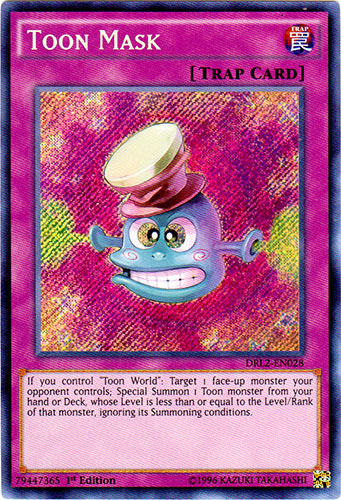 Toon Mask
TRAP
罠
[Trap Card]
DRL2-EN028
If you control "Toon World": Target 1 face-up monster your
opponent controls; Special Summon 1 Toon monster from your
hand or Deck, whose Level is less than or equal to the Level/Rank
of that monster, ignoring its Summoning conditions.
79447365 1st Edition ©1996 KAZUKI TAKAHASHI